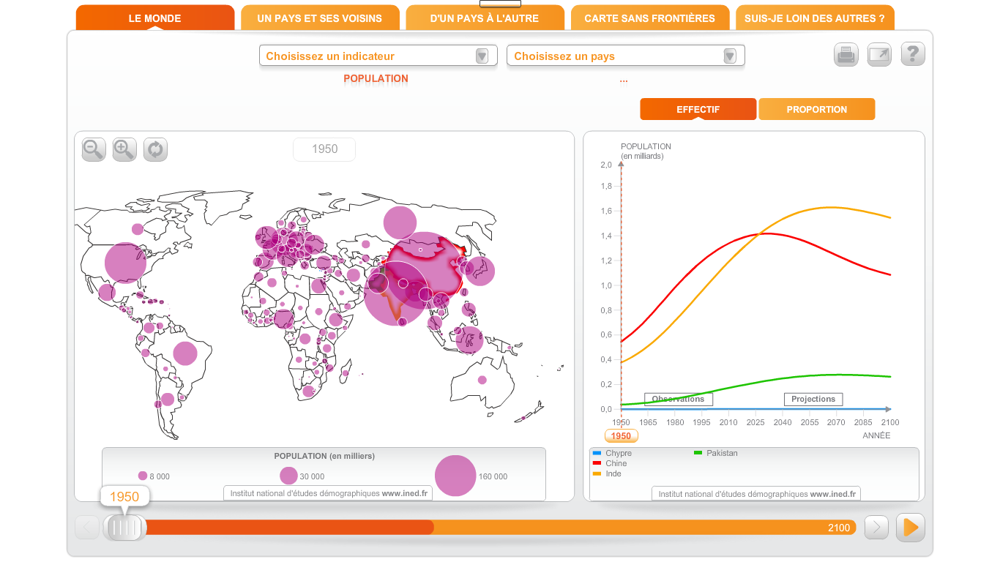 LE MONDE
UN PAYS ET SES VOISINS
D'UN PAYS À L'AUTRE
CARTE SANS FRONTIÈRES
SUIS-JE LOIN DES AUTRES ?
Choisissez un indicateur
Choisissez un pays
?
POPULATION
...
EFFECTIF
PROPORTION
1950
POPULATION
(en milliards)
2,0
1,8
1,6
1,4
1,2
1,0
0,8
0,6
0,4
0,2
0,0
Observations
Projections
1950 1965 1980 1995 2010 2025 2040 2055 2070 2085 2100
1950
ANNÉE
Chypre
Chine
Inde
Pakistan
Institut national d'études démographiques www.ined.fr
POPULATION (en milliers)
8 000
30 000
160 000
Institut national d'études démographiques www.ined.fr
1950
2100